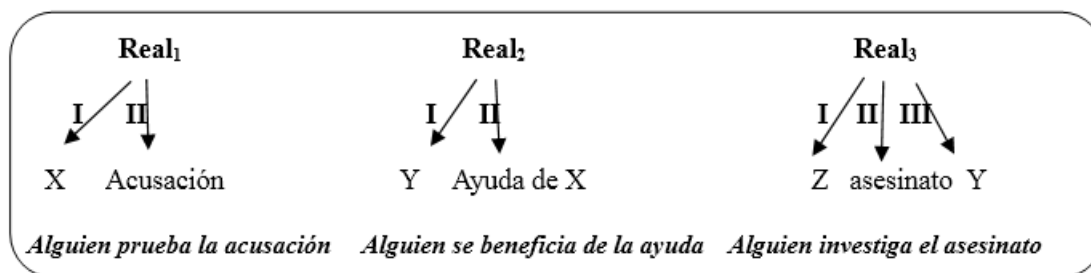 Real₁ Real₂ Real₃
I II I II I II III
X Acusación Y Ayuda de X Z asesinato Y
Alguien prueba la acusación Alguien se beneficia de la ayuda Alguien investiga el asesinato